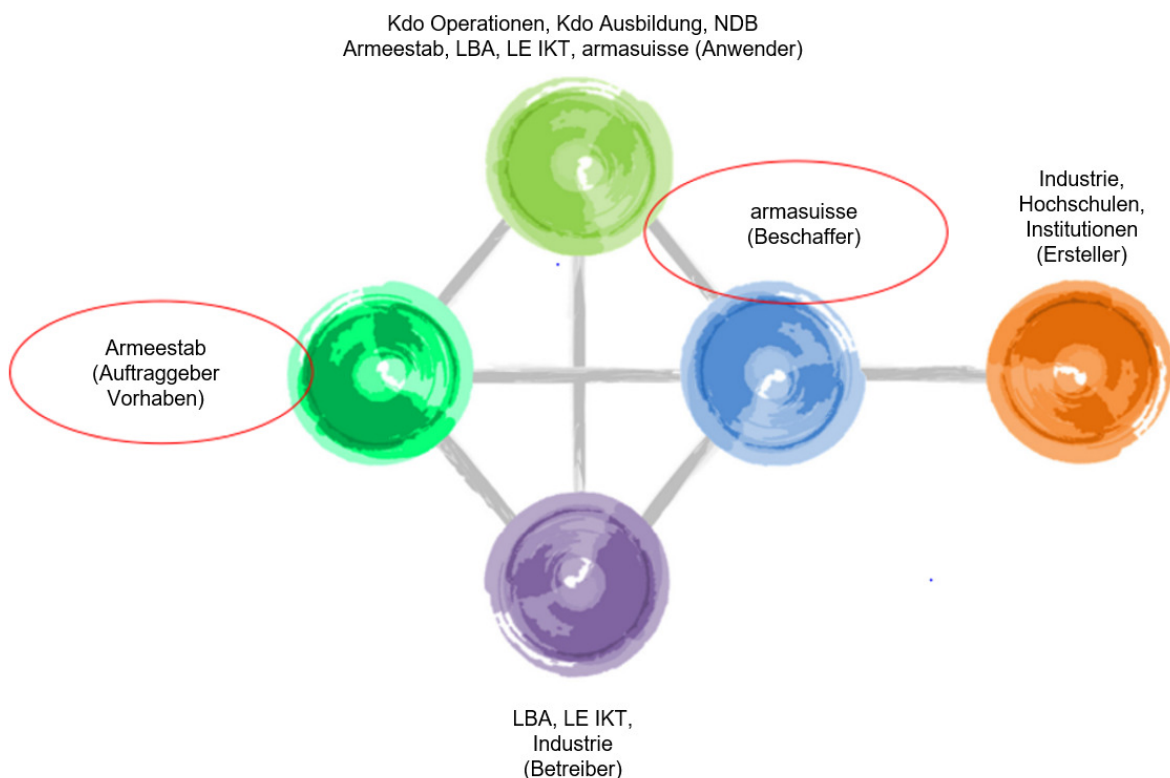 Kdo Operationen, Kdo Ausbildung, NDB
Armeestab, LBA, LE IKT, armasuisse (Anwender)
armasuisse
(Beschaffer)
Industrie,
Hochschulen,
Institutionen
(Ersteller)
Armeestab
(Auftraggeber
Vorhaben)
LBA, LE IKT,
Industrie
(Betreiber)